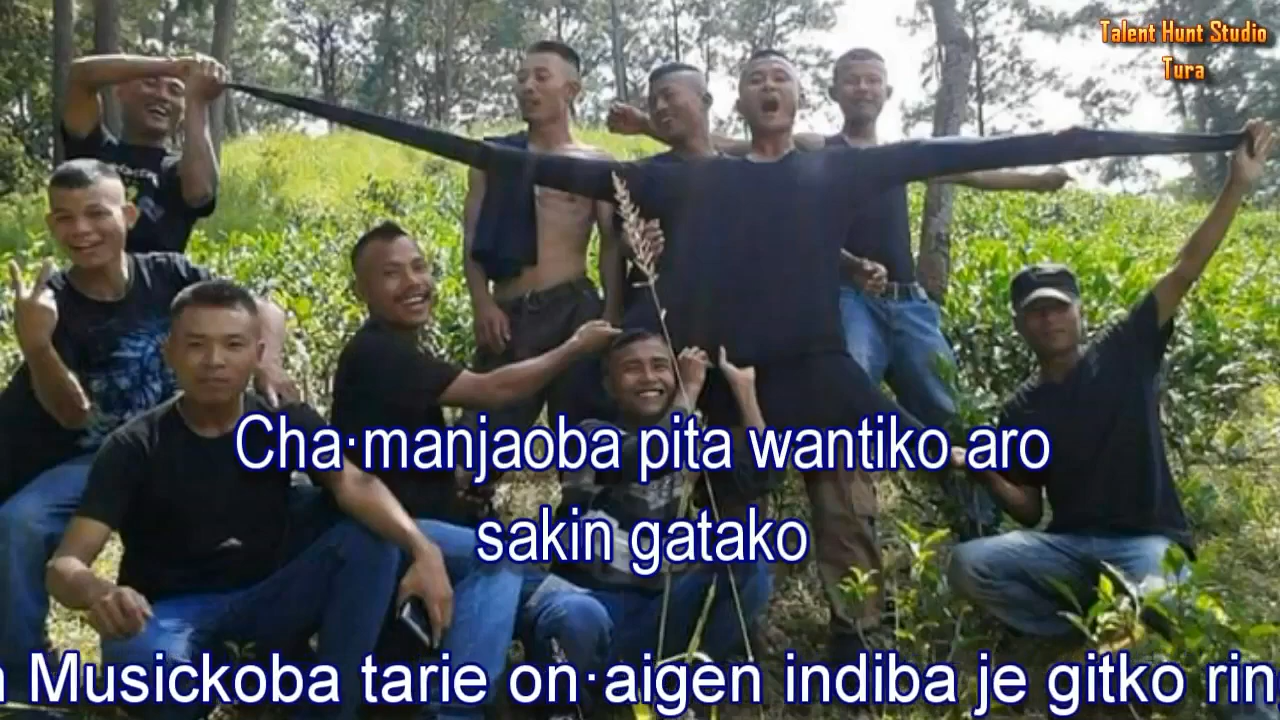 Talent Hunt Studio
Tura
Cha·manjaoba pita wantiko aro
sakin gatako
Musickoba tarie on·aigen indiba je gitko